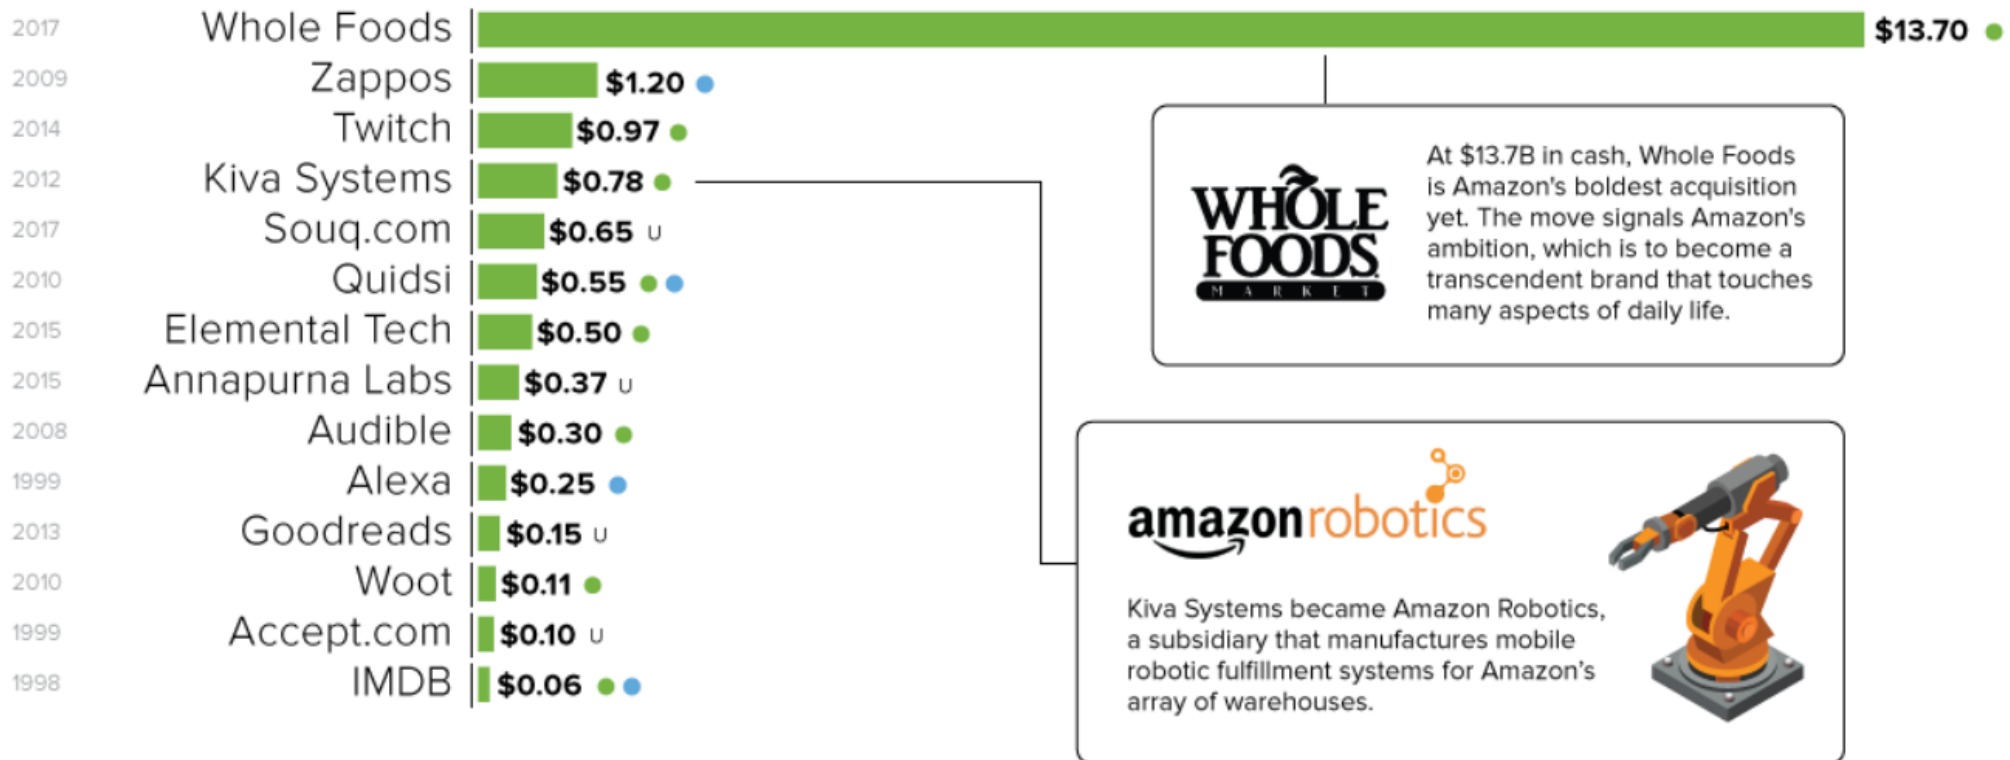 2017 Whole Foods $13.70
2009 Zappos $1.20
2014 Twitch $0.97
2012 Kiva Systems $0.78
2017 Souq.com $0.65 U
2010 Quidsi $0.55
2015 Elemental Tech $0.50
2015 Annapurna Labs $0.37 U
2008 Audible $0.30
1999 Alexa $0.25
2013 Goodreads $0.15 U
2010 Woot $0.11
1999 Accept.com $0.10 U
1998 IMDB $0.06
WHOLE
FOODS
MARKET
At $13.7B in cash, Whole Foods
is Amazon's boldest acquisition
yet. The move signals Amazon's
ambition, which is to become a
transcendent brand that touches
many aspects of daily life.
amazonrobotics
Kiva Systems became Amazon Robotics,
a subsidiary that manufactures mobile
robotic fulfillment systems for Amazon's
array of warehouses.